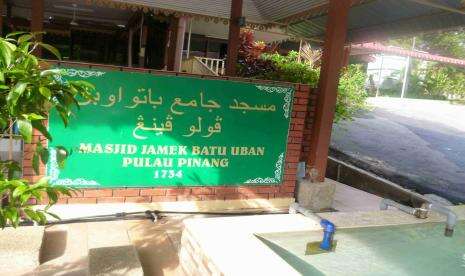 مسجد جامع باتو اوبن
ڤولو ڤينڠ
MASJID JAMEK BATU UBAN
PULAU PINANG
1734